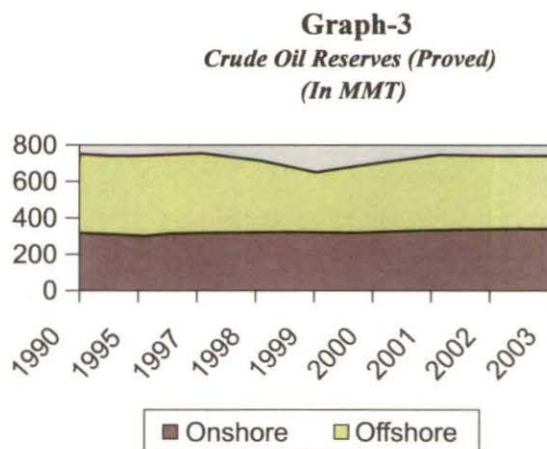 Graph-3
Crude Oil Reserves (Proved)
(In MMT)
800
600
400
200
0
1990
1995
1997
1998
1999
2000
2001
2002
2003
Onshore
Offshore